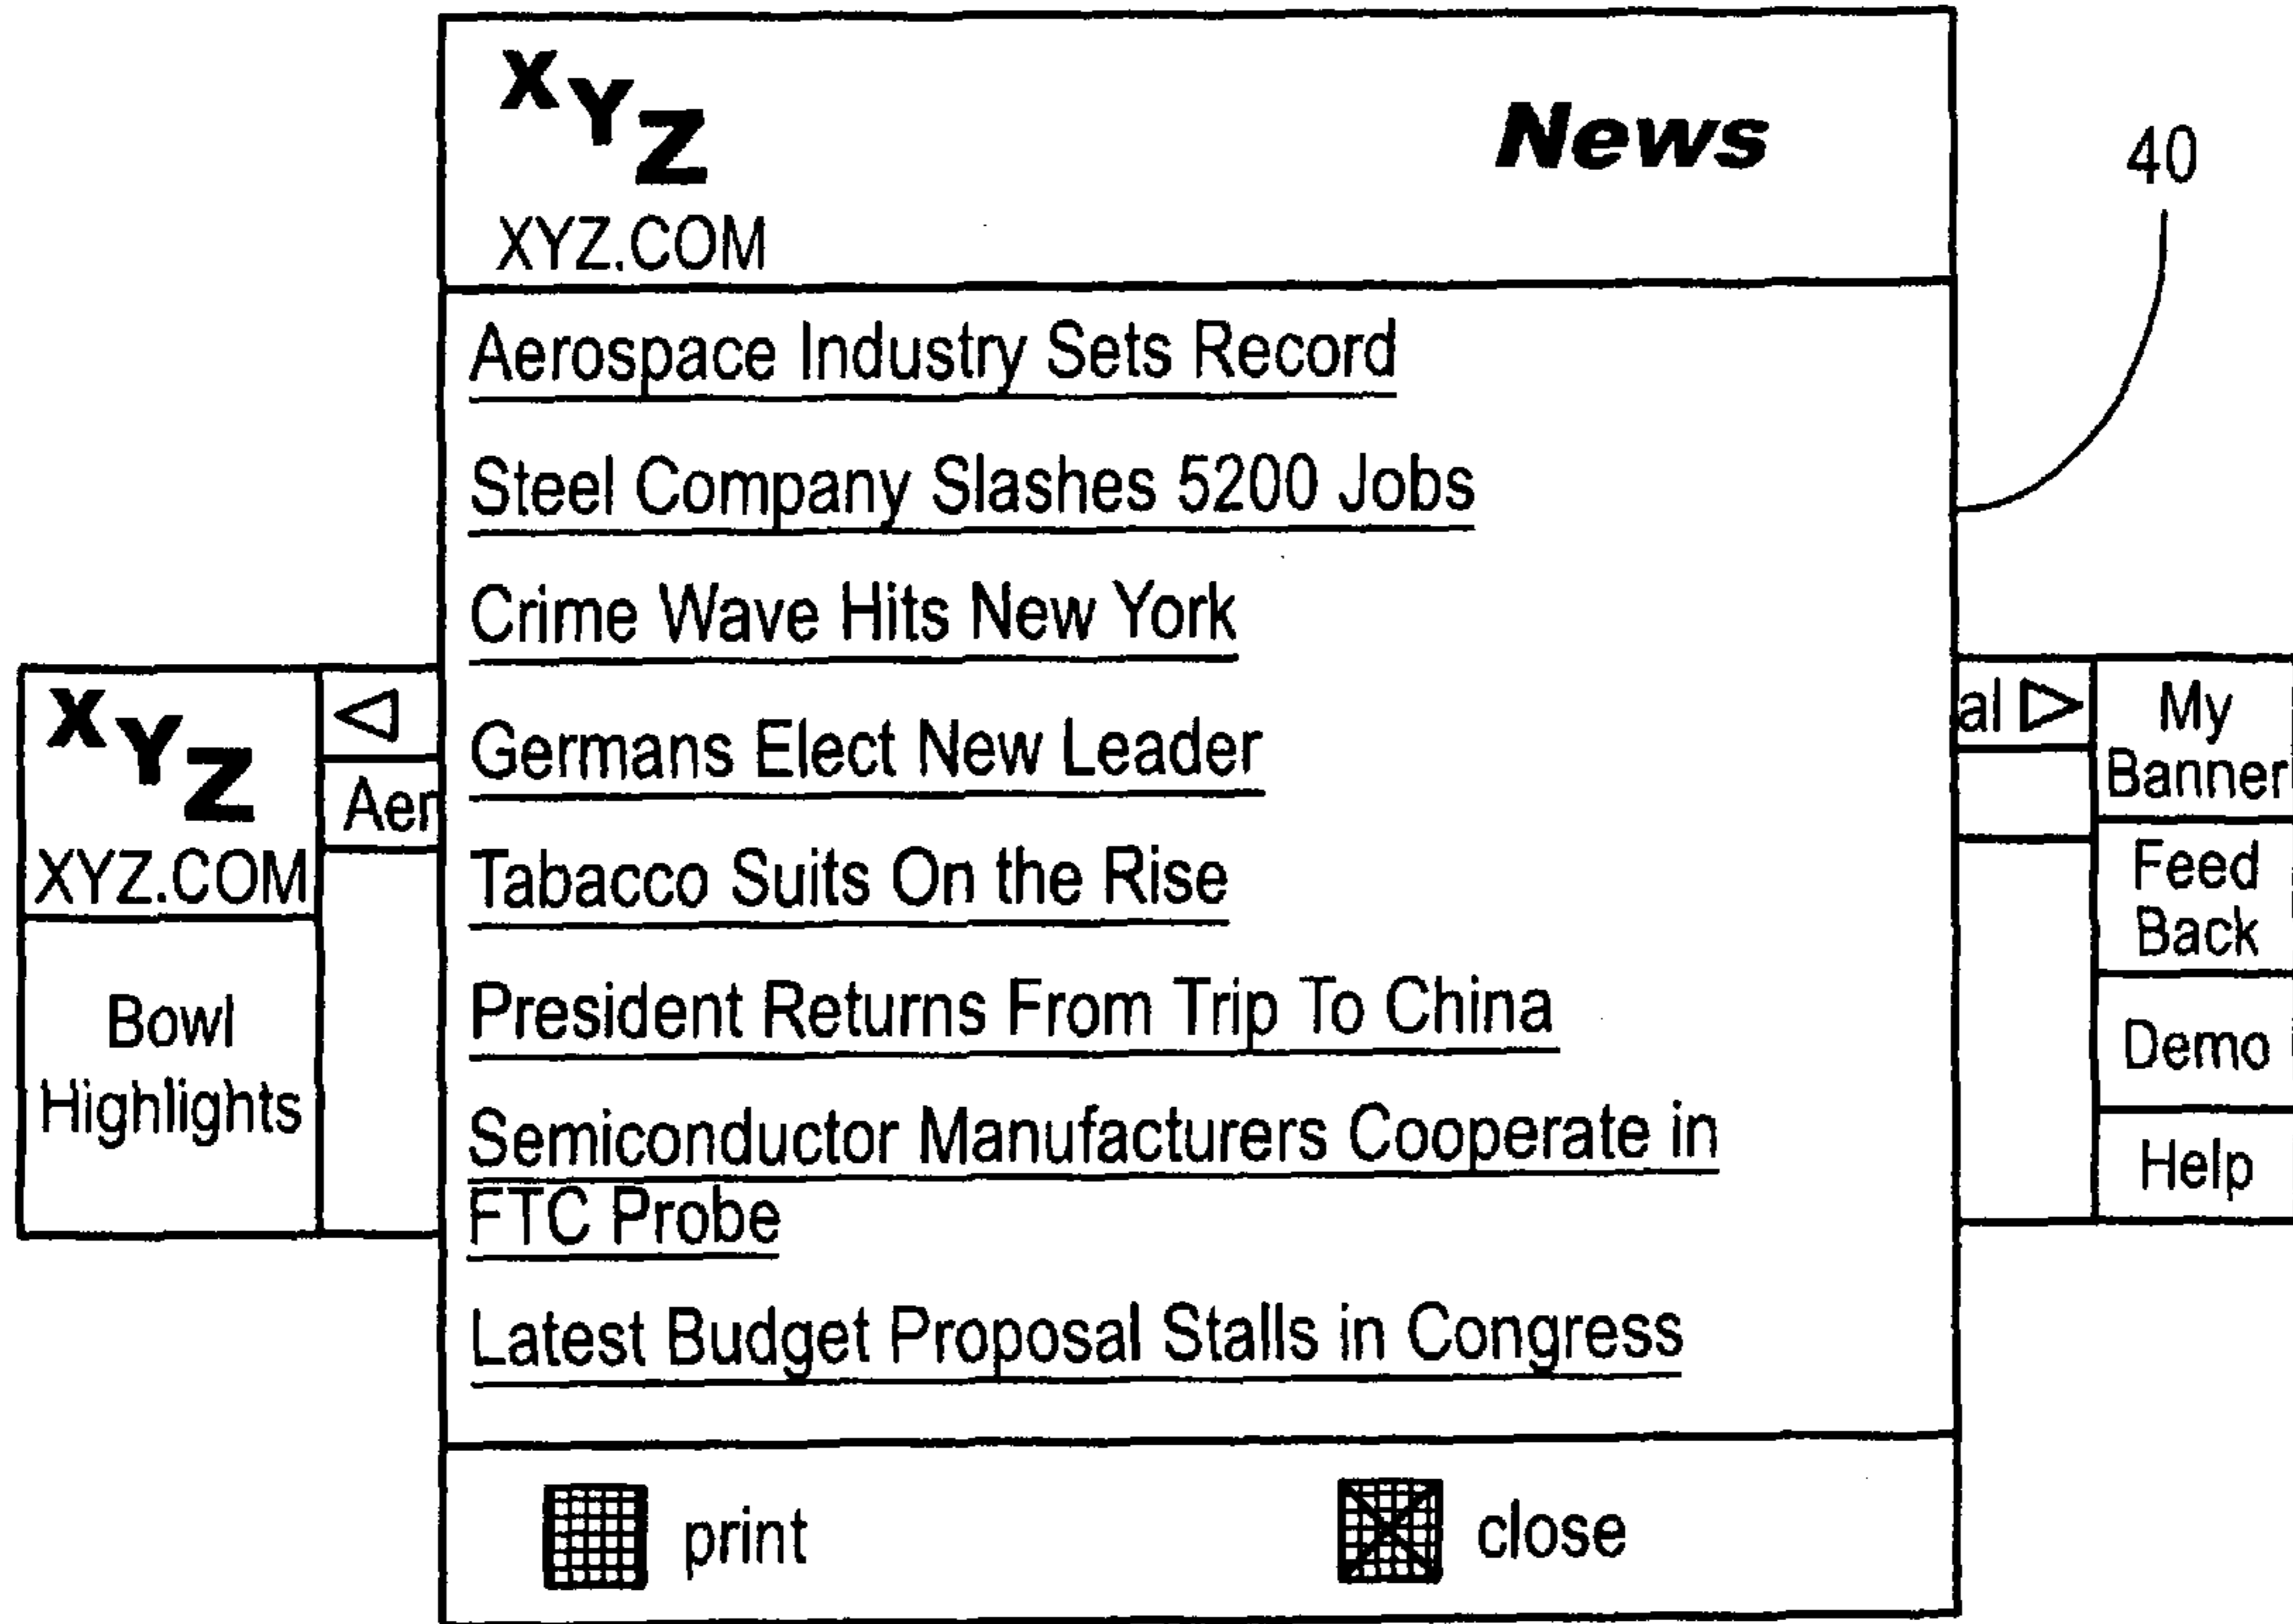 XYZ
News
XYZ.COM
40
Aerospace Industry Sets Record
Steel Company Slashes 5200 Jobs
Crime Wave Hits New York
Germans Elect New Leader
Tabacco Suits On the Rise
President Returns From Trip To China
Semiconductor Manufacturers Cooperate in
FTC Probe
Latest Budget Proposal Stalls in Congress
print
close
XYZ
XYZ.COM
Bowl
Highlights
Aer
al
My
Banner
Feed
Back
Demo
Help